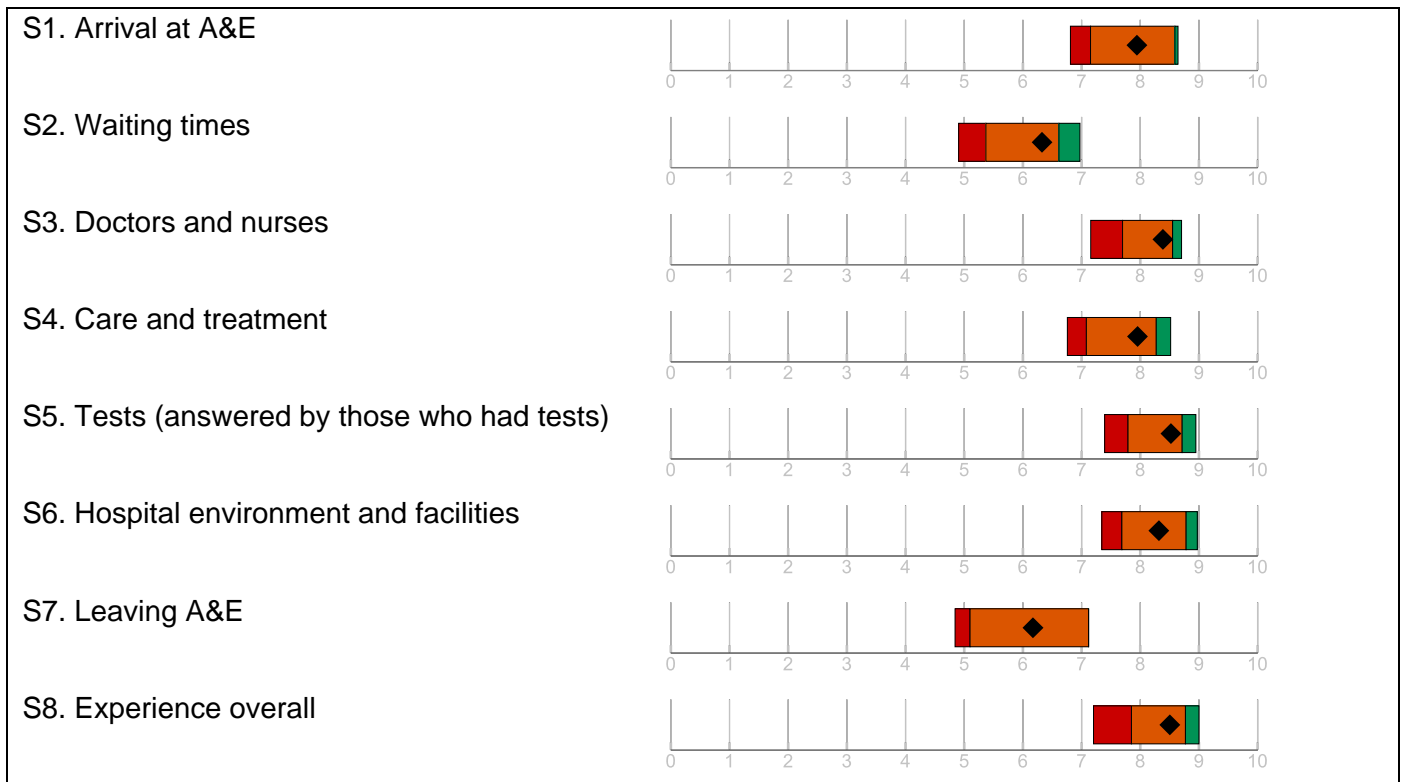 S1. Arrival at A&E
0 1 2 3 4 5 6 7 8 9 10
S2. Waiting times
0 1 2 3 4 5 6 7 8 9 10
S3. Doctors and nurses
0 1 2 3 4 5 6 7 8 9 10
S4. Care and treatment
0 1 2 3 4 5 6 7 8 9 10
S5. Tests (answered by those who had tests)
0 1 2 3 4 5 6 7 8 9 10
S6. Hospital environment and facilities
0 1 2 3 4 5 6 7 8 9 10
S7. Leaving A&E
0 1 2 3 4 5 6 7 8 9 10
S8. Experience overall
0 1 2 3 4 5 6 7 8 9 10